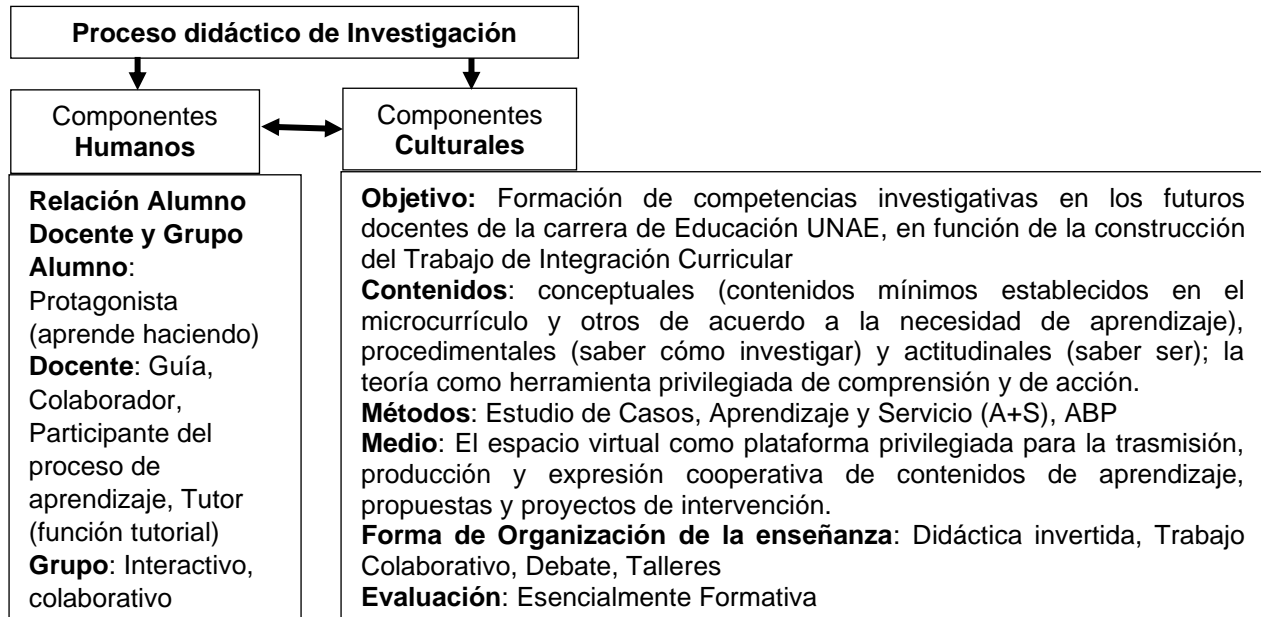 Proceso didáctico de Investigación
Componentes
Humanos
Componentes
Culturales
Relación Alumno
Docente y Grupo
Alumno:
Protagonista
(aprende haciendo)
Docente: Guía,
Colaborador,
Participante del
proceso de
aprendizaje, Tutor
(función tutorial)
Grupo: Interactivo,
colaborativo
Objetivo: Formación de competencias investigativas en los futuros
docentes de la carrera de Educación UNAE, en función de la construcción
del Trabajo de Integración Curricular
Contenidos: conceptuales (contenidos mínimos establecidos en el
microcurrículo y otros de acuerdo a la necesidad de aprendizaje),
procedimentales (saber cómo investigar) y actitudinales (saber ser); la
teoría como herramienta privilegiada de comprensión y de acción.
Métodos: Estudio de Casos, Aprendizaje y Servicio (A+S), ABP
Medio: El espacio virtual como plataforma privilegiada para la trasmisión,
producción y expresión cooperativa de contenidos de aprendizaje,
propuestas y proyectos de intervención.
Forma de Organización de la enseñanza: Didáctica invertida, Trabajo
Colaborativo, Debate, Talleres
Evaluación: Esencialmente Formativa